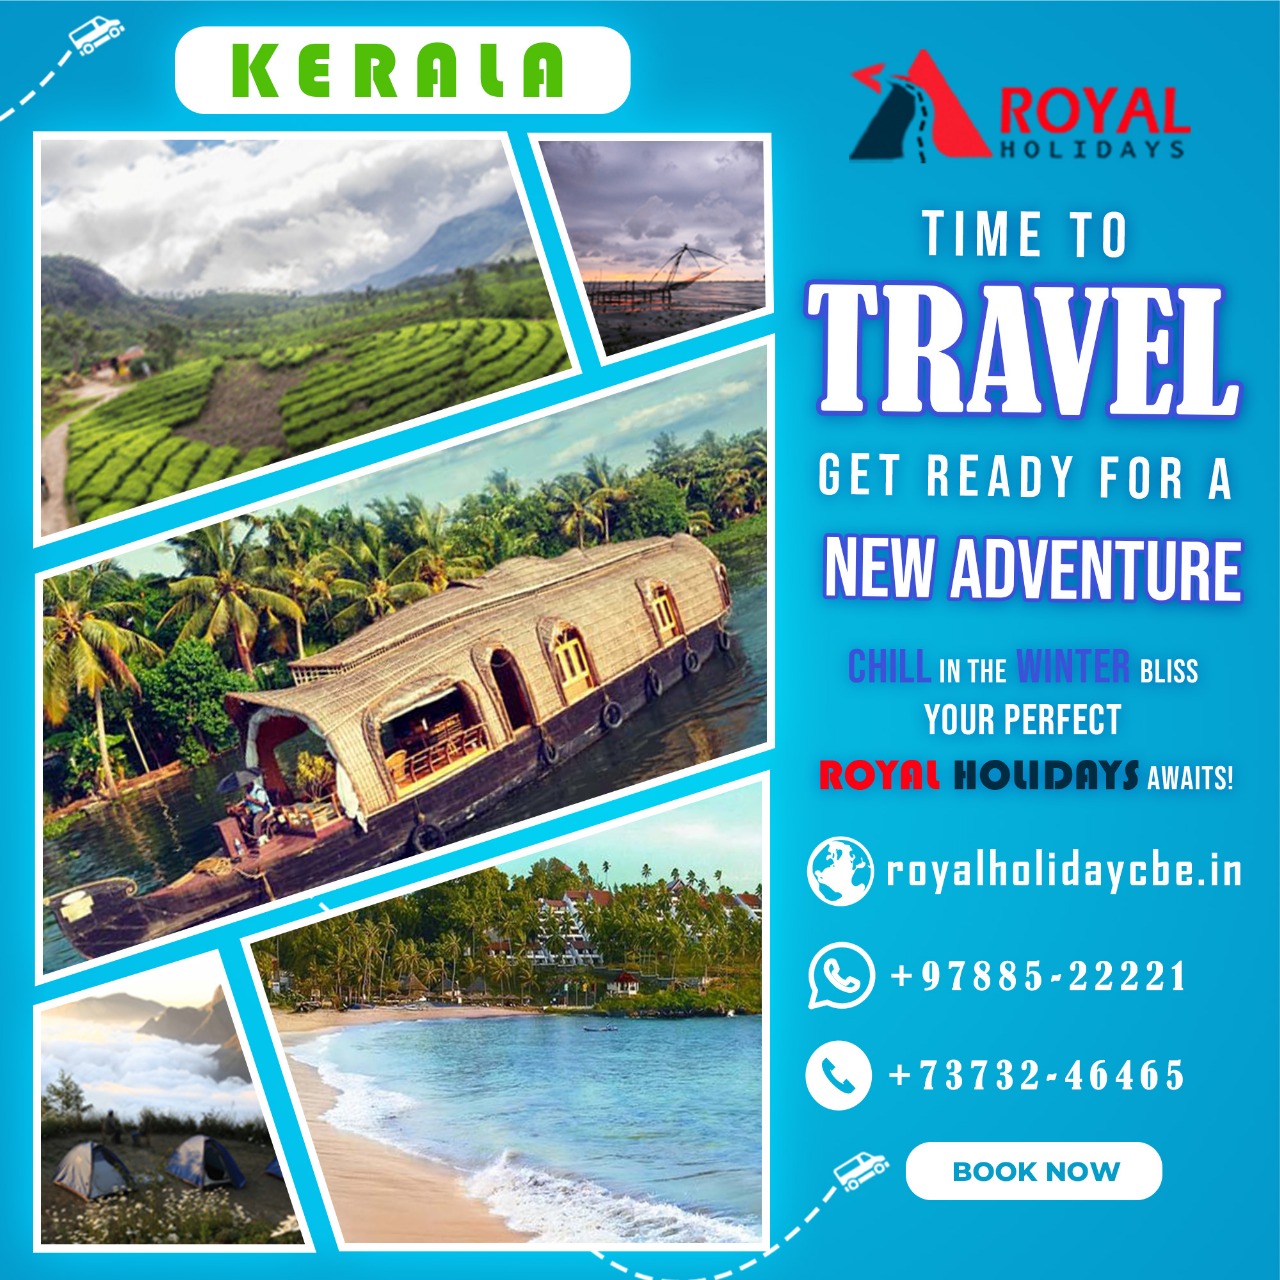 KERALA
ROYAL
HOLIDAYS
TIME TO
TRAVEL
GET READY FOR A
NEW ADVENTURE
CHILL IN THE WINTER BLISS
YOUR PERFECT
ROYAL HOLIDAYS AWAITS!
royalholidaycbe.in
+97885-22221
+73732-46465
BOOK NOW